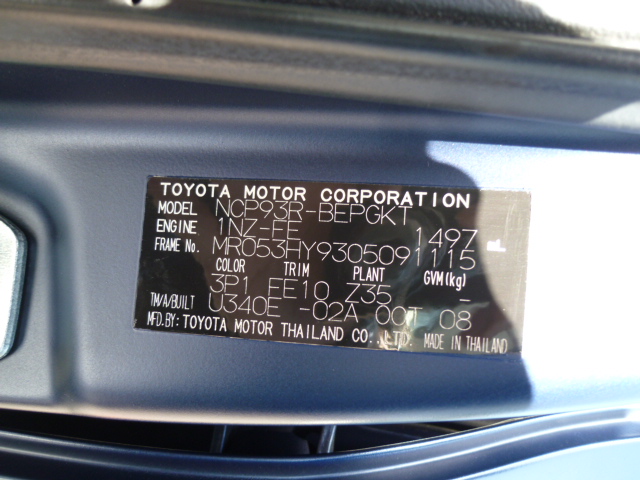 TOYOTA MOTOR CORPORATION
MODEL NCP93R-BEPGKT
ENGINE 1NZ-FE 1497
FRAME No. MR053HY9305091115
COLOR TRIM PLANT GVM(kg)
3P1 FE10 Z35 -
TM/A/BUILT U340E -02A OCT 08
MFD.BY: TOYOTA MOTOR THAILAND CO.,LTD. MADE IN THAILAND